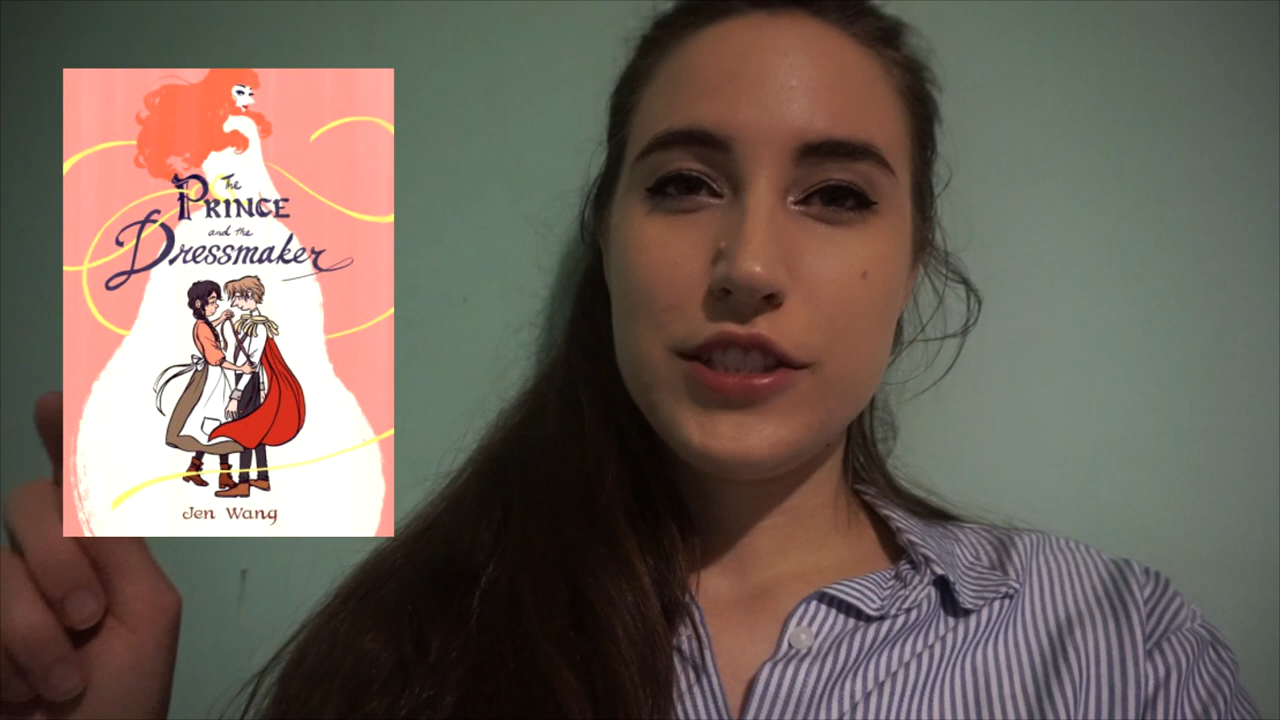 The
PRINCE
and the
Dressmaker
Jen Wang